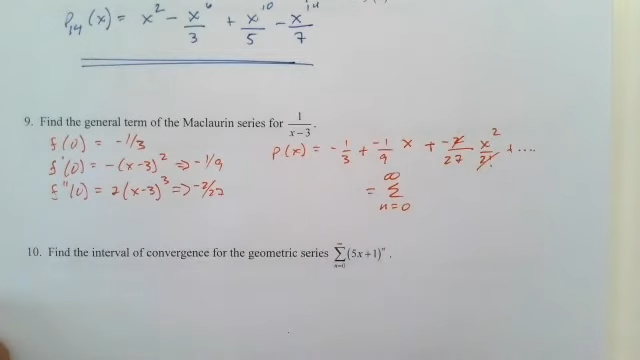 P₁₄(x) = x² - x⁶/3 + x¹⁰/5 - x¹⁴/7
9. Find the general term of the Maclaurin series for 1/(x-3).
f(0) = -1/3
f'(0) = -(x-3)² => -1/9
f''(0) = 2(x-3)³ => -2/27
P(x) = -1/3 + -1/9 x + -2/27 x²/2! + ....
= ∞ Σ n=0
10. Find the interval of convergence for the geometric series ∞ Σ n=0 (5x+1)ⁿ.